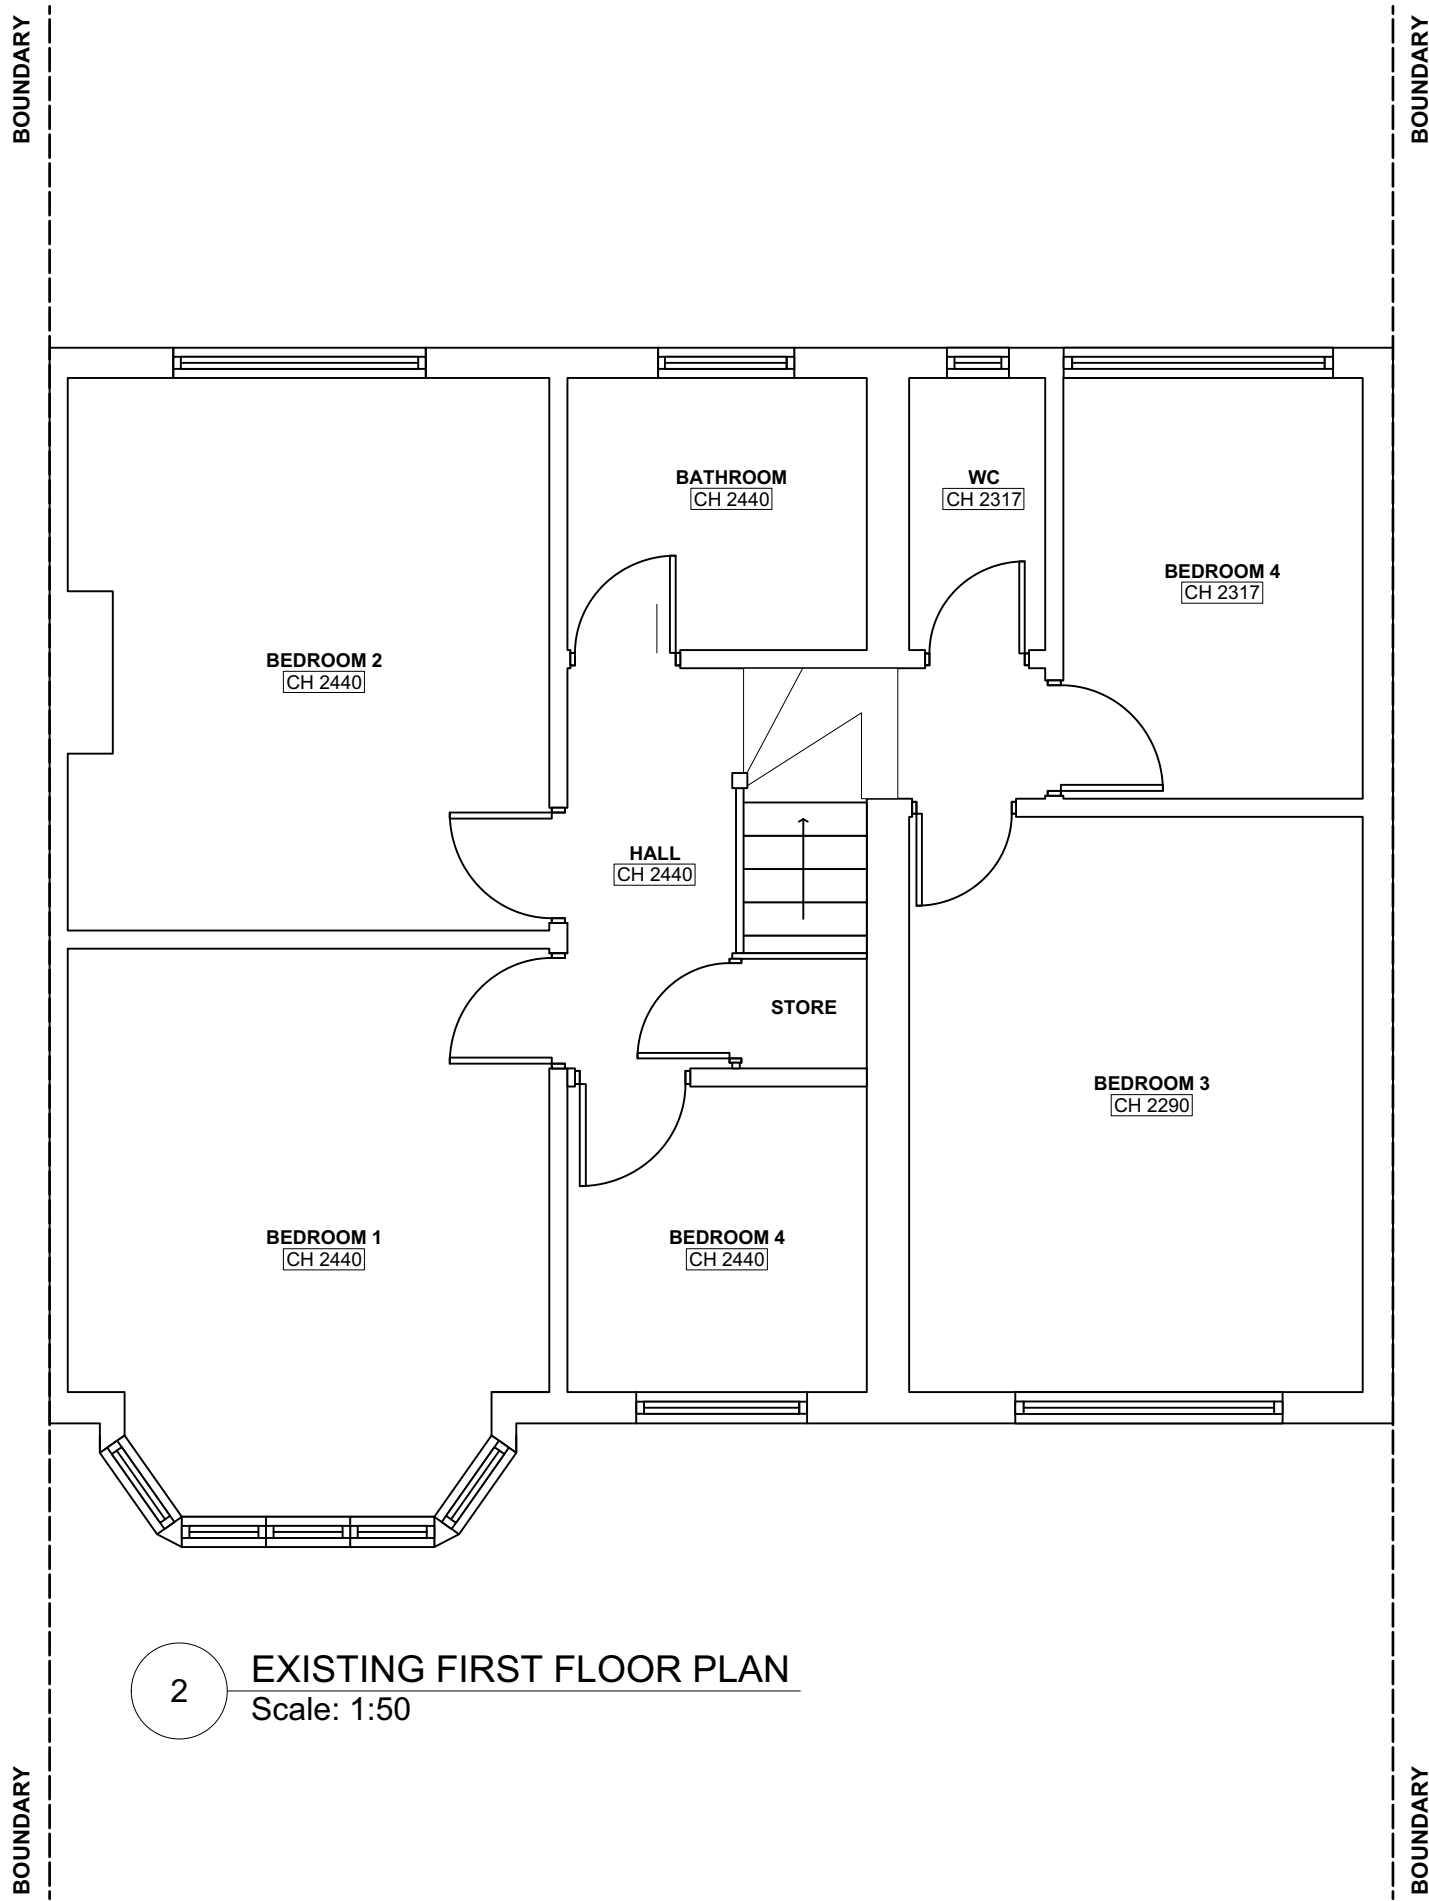 BOUNDARY
BOUNDARY
BATHROOM
CH 2440
WC
CH 2317
BEDROOM 4
CH 2317
BEDROOM 2
CH 2440
HALL
CH 2440
STORE
BEDROOM 3
CH 2290
BEDROOM 1
CH 2440
BEDROOM 4
CH 2440
2
EXISTING FIRST FLOOR PLAN
Scale: 1:50
BOUNDARY
BOUNDARY